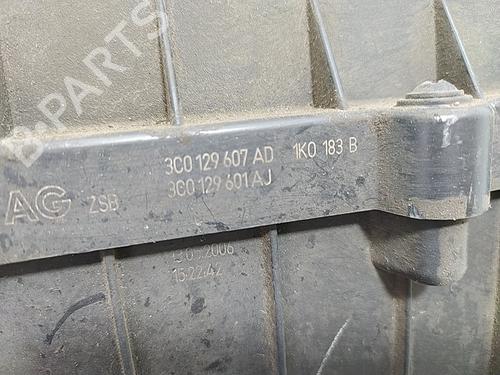 B-PARTS
3C0 129 607 AD 1K0 183 B
AG ZSB 3C0 129 601 AJ
2006
15:22:42